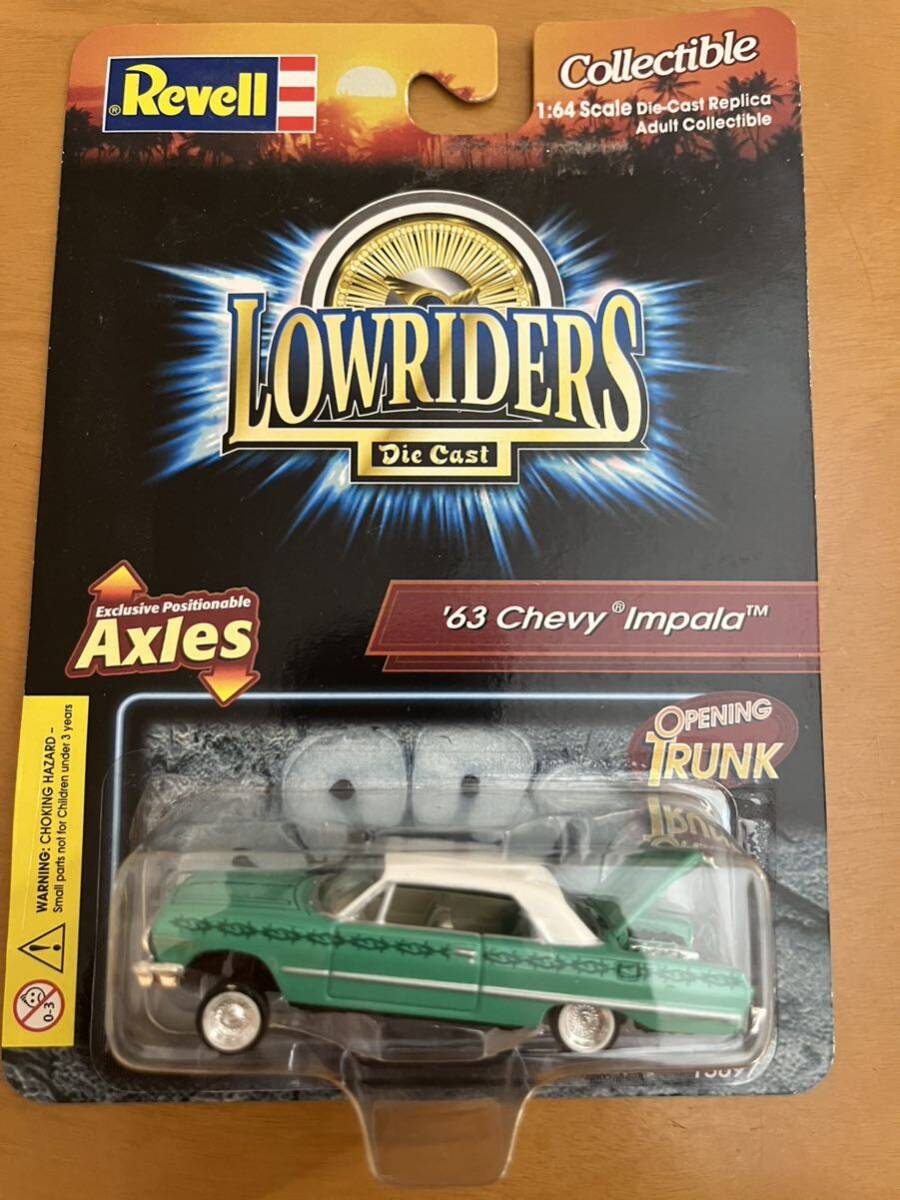 ® Revell
Collectible
1:64 Scale Die-Cast Replica
Adult Collectible
LOWRIDERS
Die Cast
Exclusive Positionable
Axles
'63 Chevy® Impala™
OPENING
TRUNK
WARNING: CHOKING HAZARD –
Small parts not for Children under 3 years
0-3